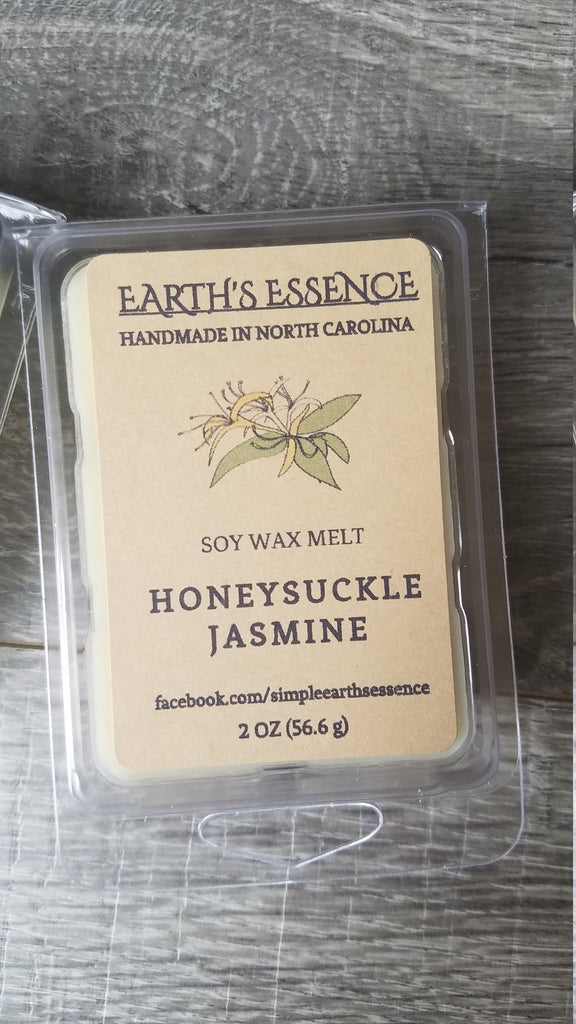 EARTH'S ESSENCE
HANDMADE IN NORTH CAROLINA
SOY WAX MELT
HONEYSUCKLE
JASMINE
facebook.com/simpleearthsessence
2 OZ (56.6 g)